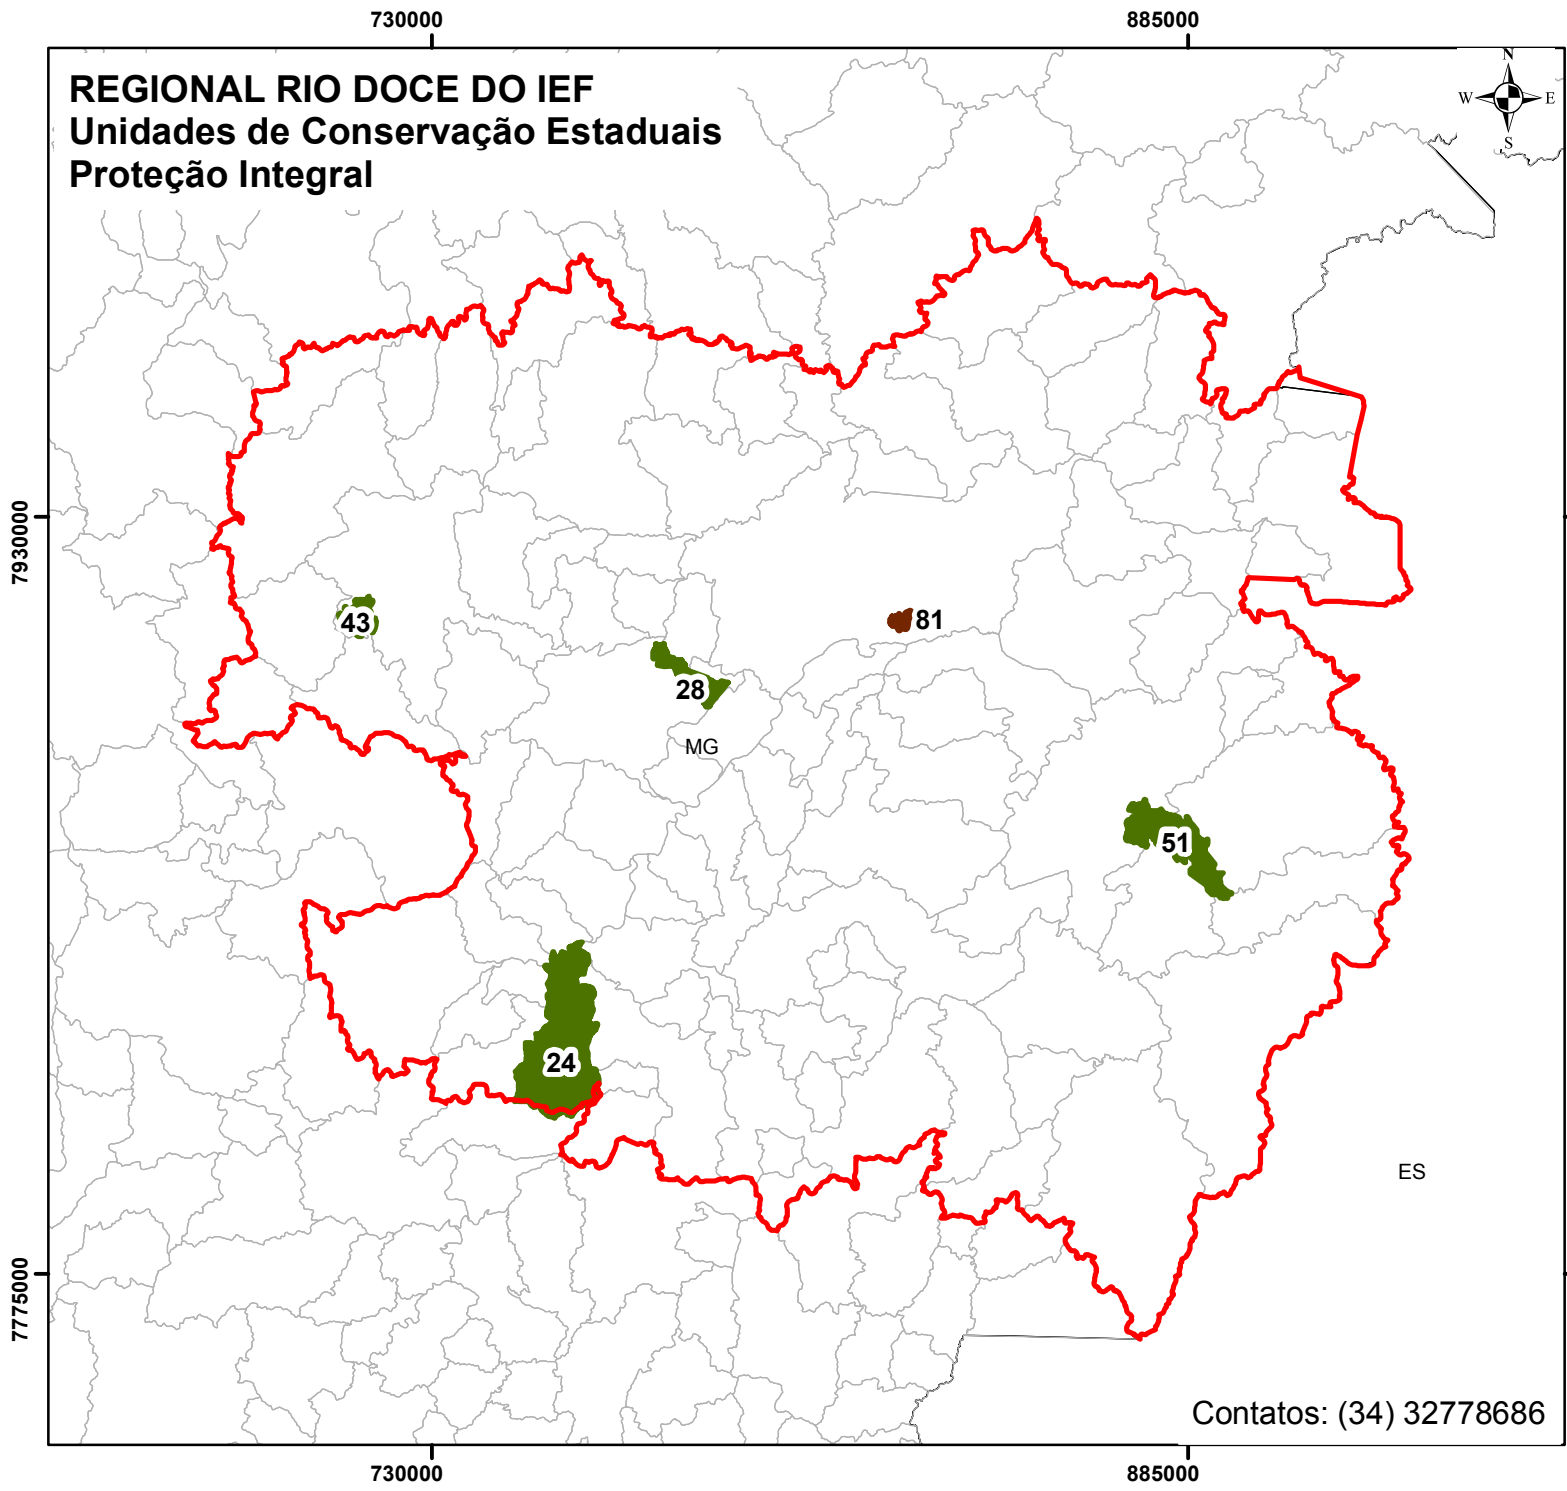 730000
885000
REGIONAL RIO DOCE DO IEF
Unidades de Conservação Estaduais
Proteção Integral
N
W
E
S
7930000
43
81
28
MG
51
24
ES
7775000
Contatos: (34) 32778686
730000
885000